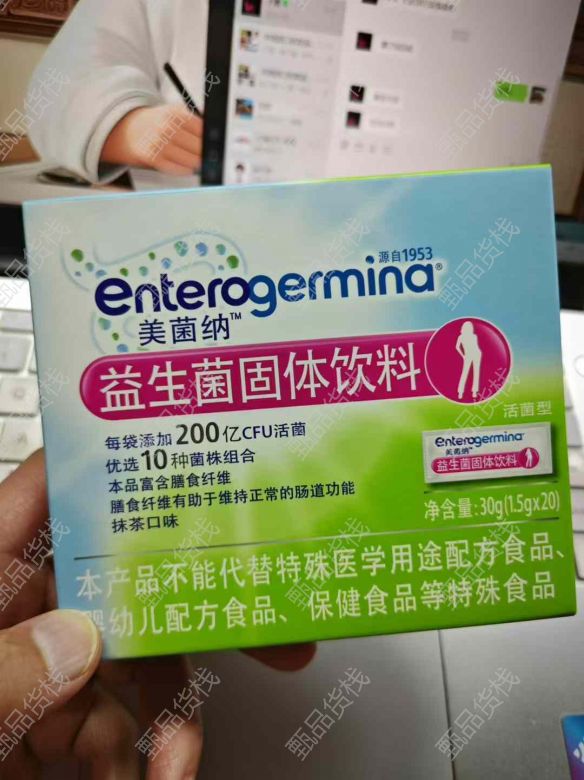 源自1953
enterogermina®
美菌纳™
益生菌固体饮料
活菌型
每袋添加200亿CFU活菌
优选10种菌株组合
本品富含膳食纤维
膳食纤维有助于维持正常的肠道功能
抹茶口味
enterogermina
美菌纳
益生菌固体饮料
净含量:30g(1.5gx20)
本产品不能代替特殊医学用途配方食品、
婴幼儿配方食品、保健食品等特殊食品
甄品货栈